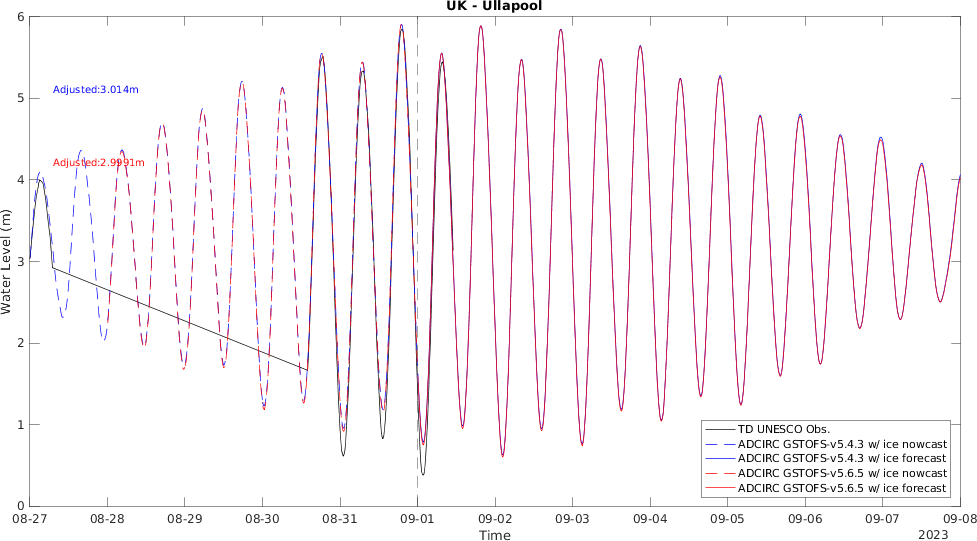 UK - Ullapool
6
5
4
3
2
1
0
Water Level (m)
Adjusted:3.014m
Adjusted:2.9991m
TD UNESCO Obs.
ADCIRC GSTOFS-v5.4.3 w/ ice nowcast
ADCIRC GSTOFS-v5.4.3 w/ ice forecast
ADCIRC GSTOFS-v5.6.5 w/ ice nowcast
ADCIRC GSTOFS-v5.6.5 w/ ice forecast
08-27 08-28 08-29 08-30 08-31 09-01 09-02 09-03 09-04 09-05 09-06 09-07 09-08
Time
2023